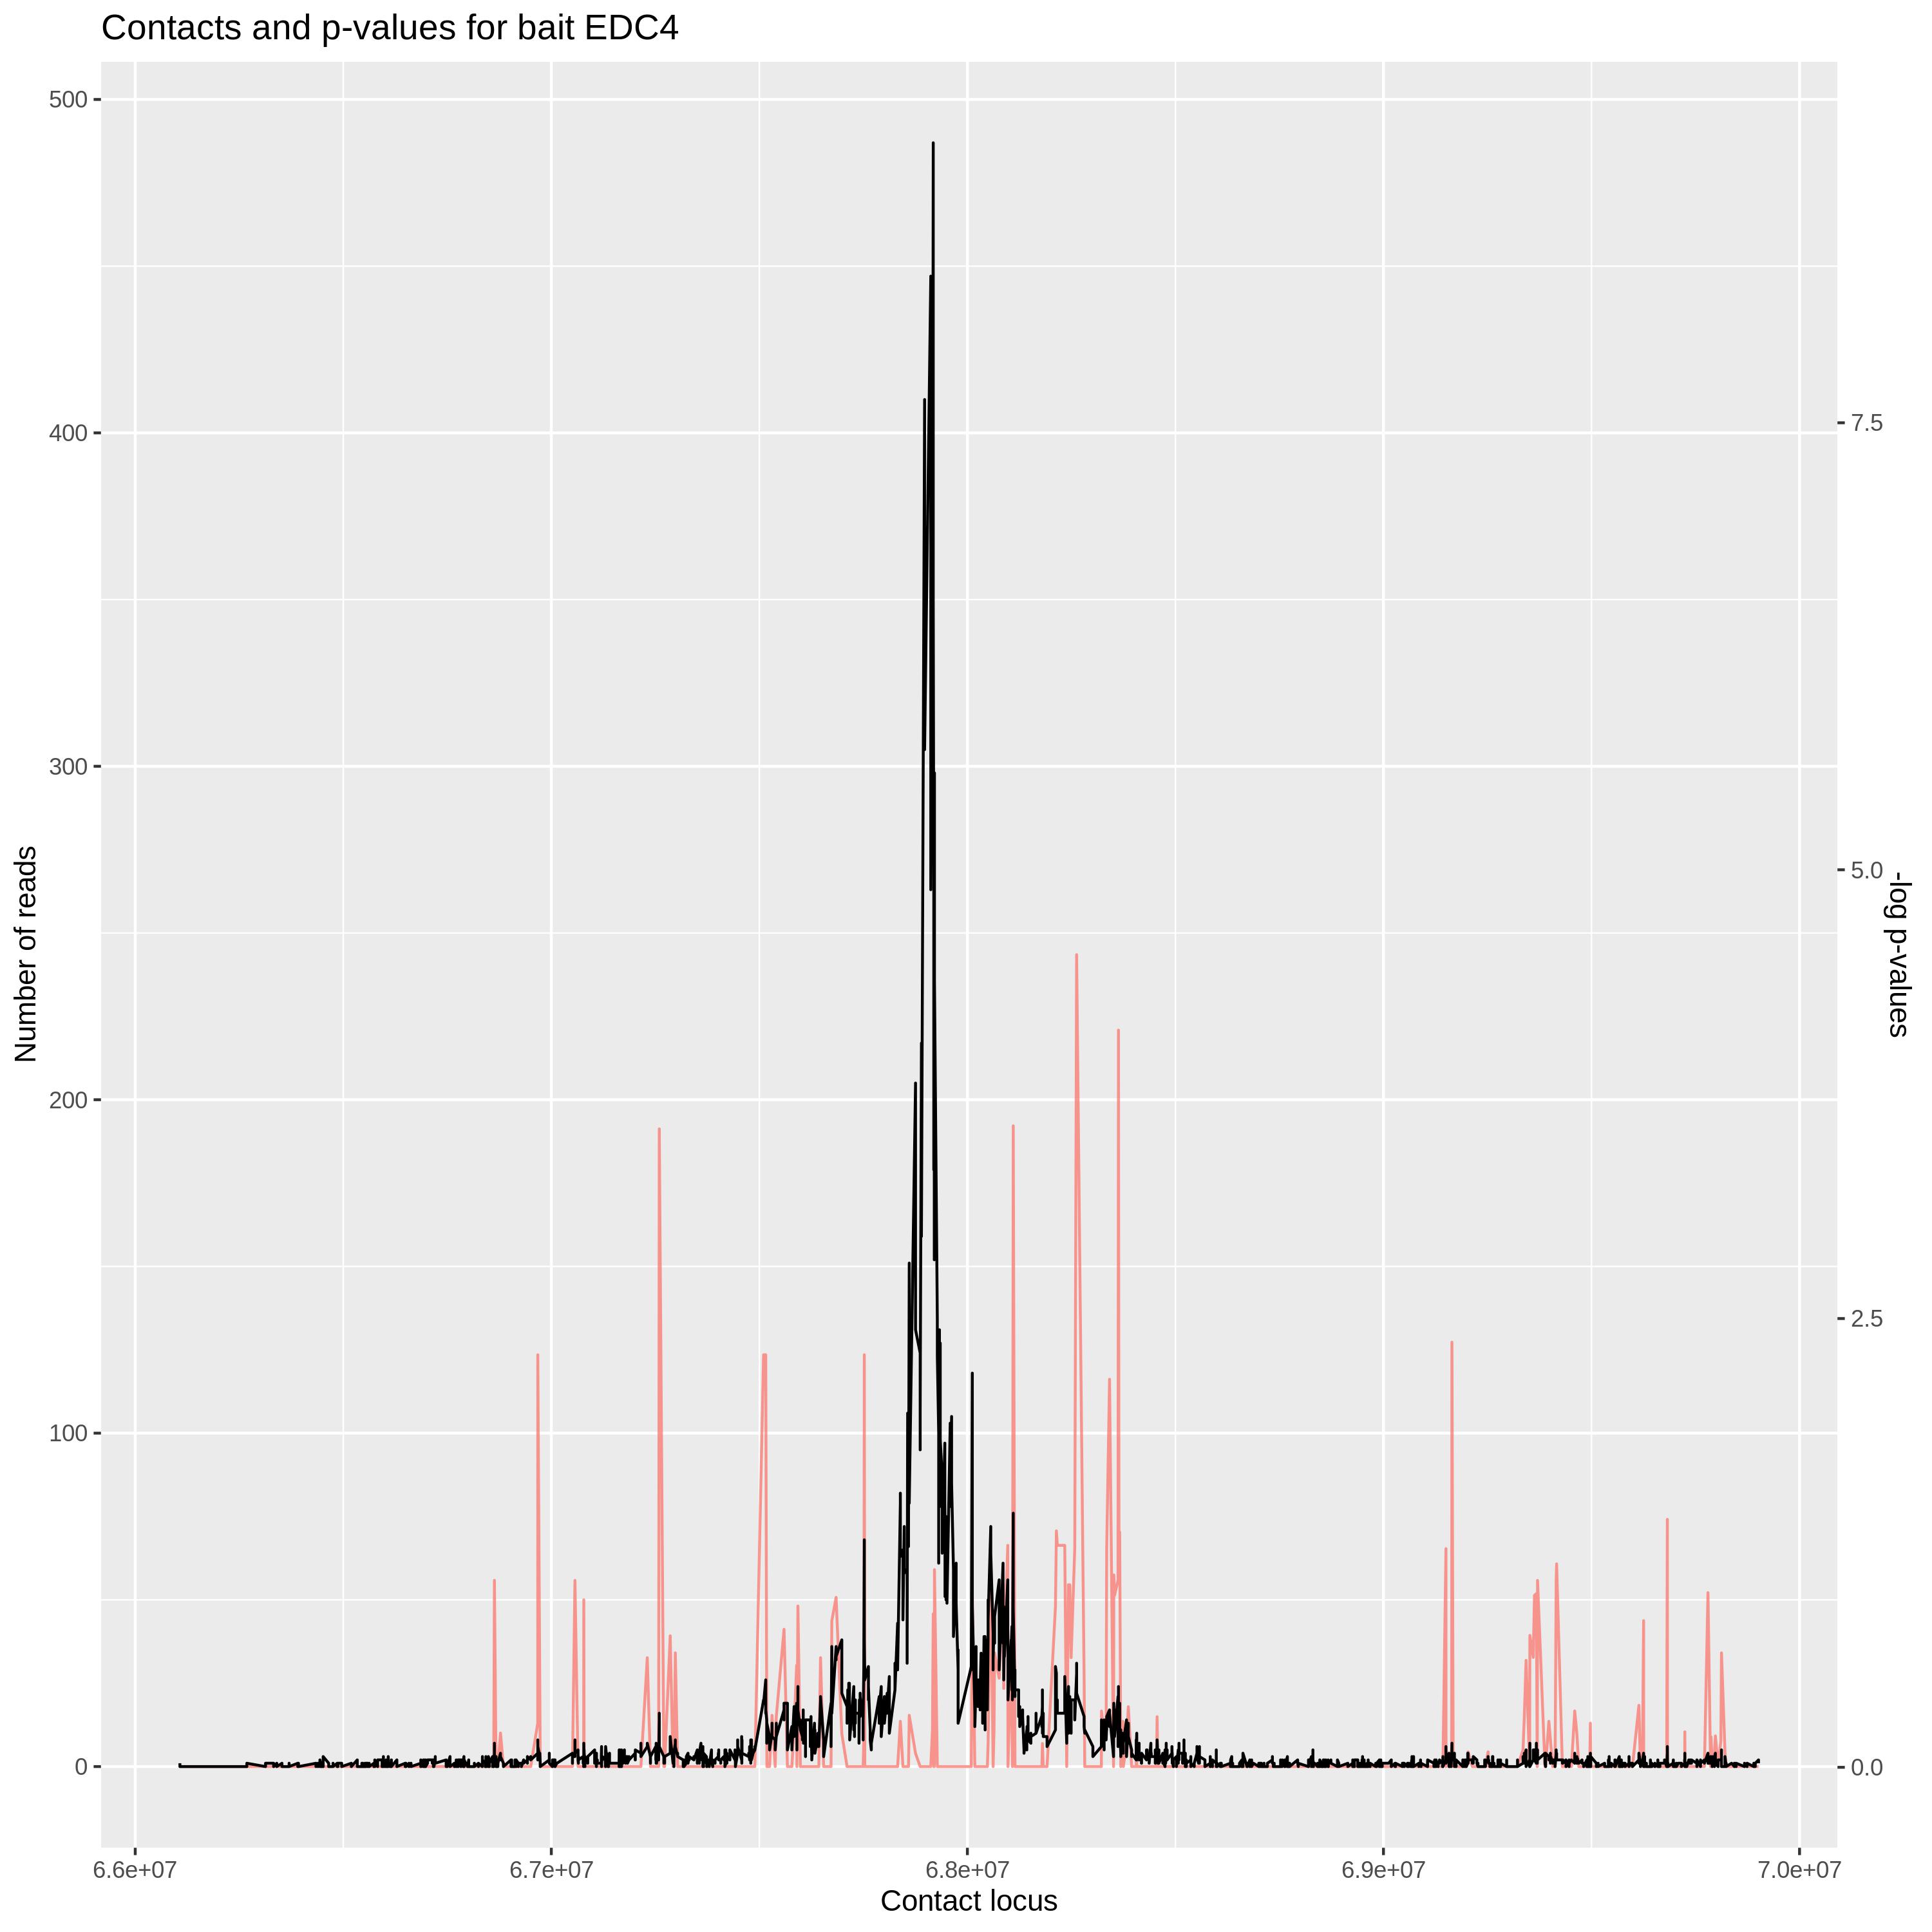 Contacts and p-values for bait EDC4
500
400
300
200
100
0
Number of reads
7.5
5.0
2.5
0.0
-log p-values
6.6e+07
6.7e+07
6.8e+07
6.9e+07
7.0e+07
Contact locus